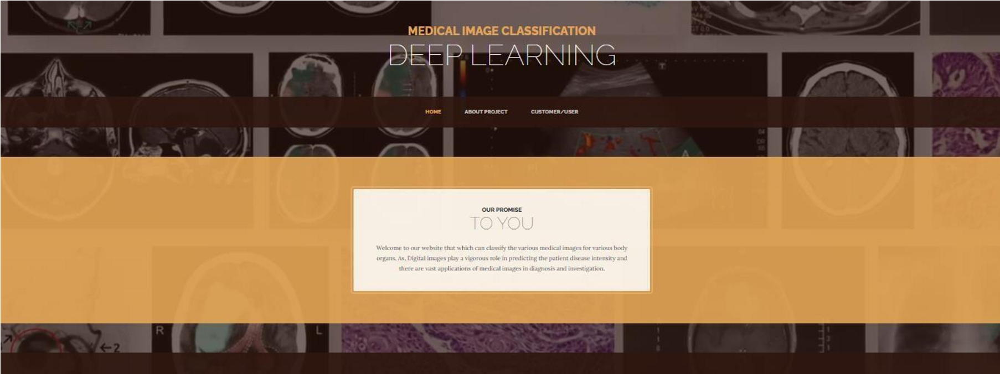 MEDICAL IMAGE CLASSIFICATION
DEEP LEARNING
HOME ABOUT PROJECT CUSTOMER/USER
OUR PROMISE
TO YOU
Welcome to our website that which can classify the various medical images for various body
organs. As, Digital images play a vigorous role in predicting the patient disease intensity and
there are vast applications of medical images in diagnosis and investigation.
R L
←2